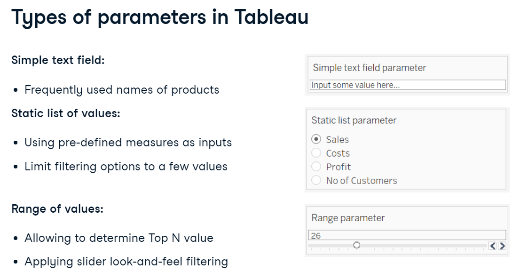 Types of parameters in Tableau
Simple text field:
• Frequently used names of products
Static list of values:
• Using pre-defined measures as inputs
• Limit filtering options to a few values
Range of values:
• Allowing to determine Top N value
• Applying slider look-and-feel filtering
Simple text field parameter
Input some value here...
Static list parameter
Sales
Costs
Profit
No of Customers
Range parameter
26